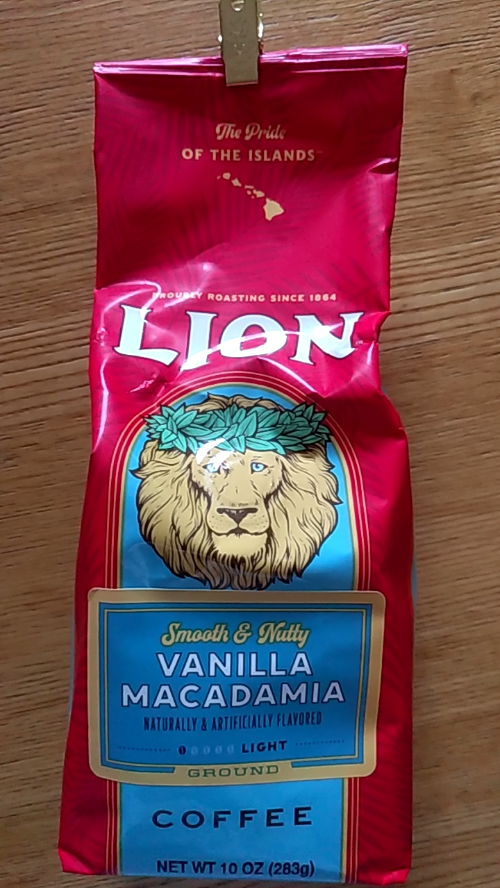 The Pride
OF THE ISLANDS™
PROUDLY ROASTING SINCE 1864
LION
Smooth & Nutty
VANILLA
MACADAMIA
NATURALLY & ARTIFICIALLY FLAVORED
LIGHT
GROUND
COFFEE
NET WT 10 OZ (283g)